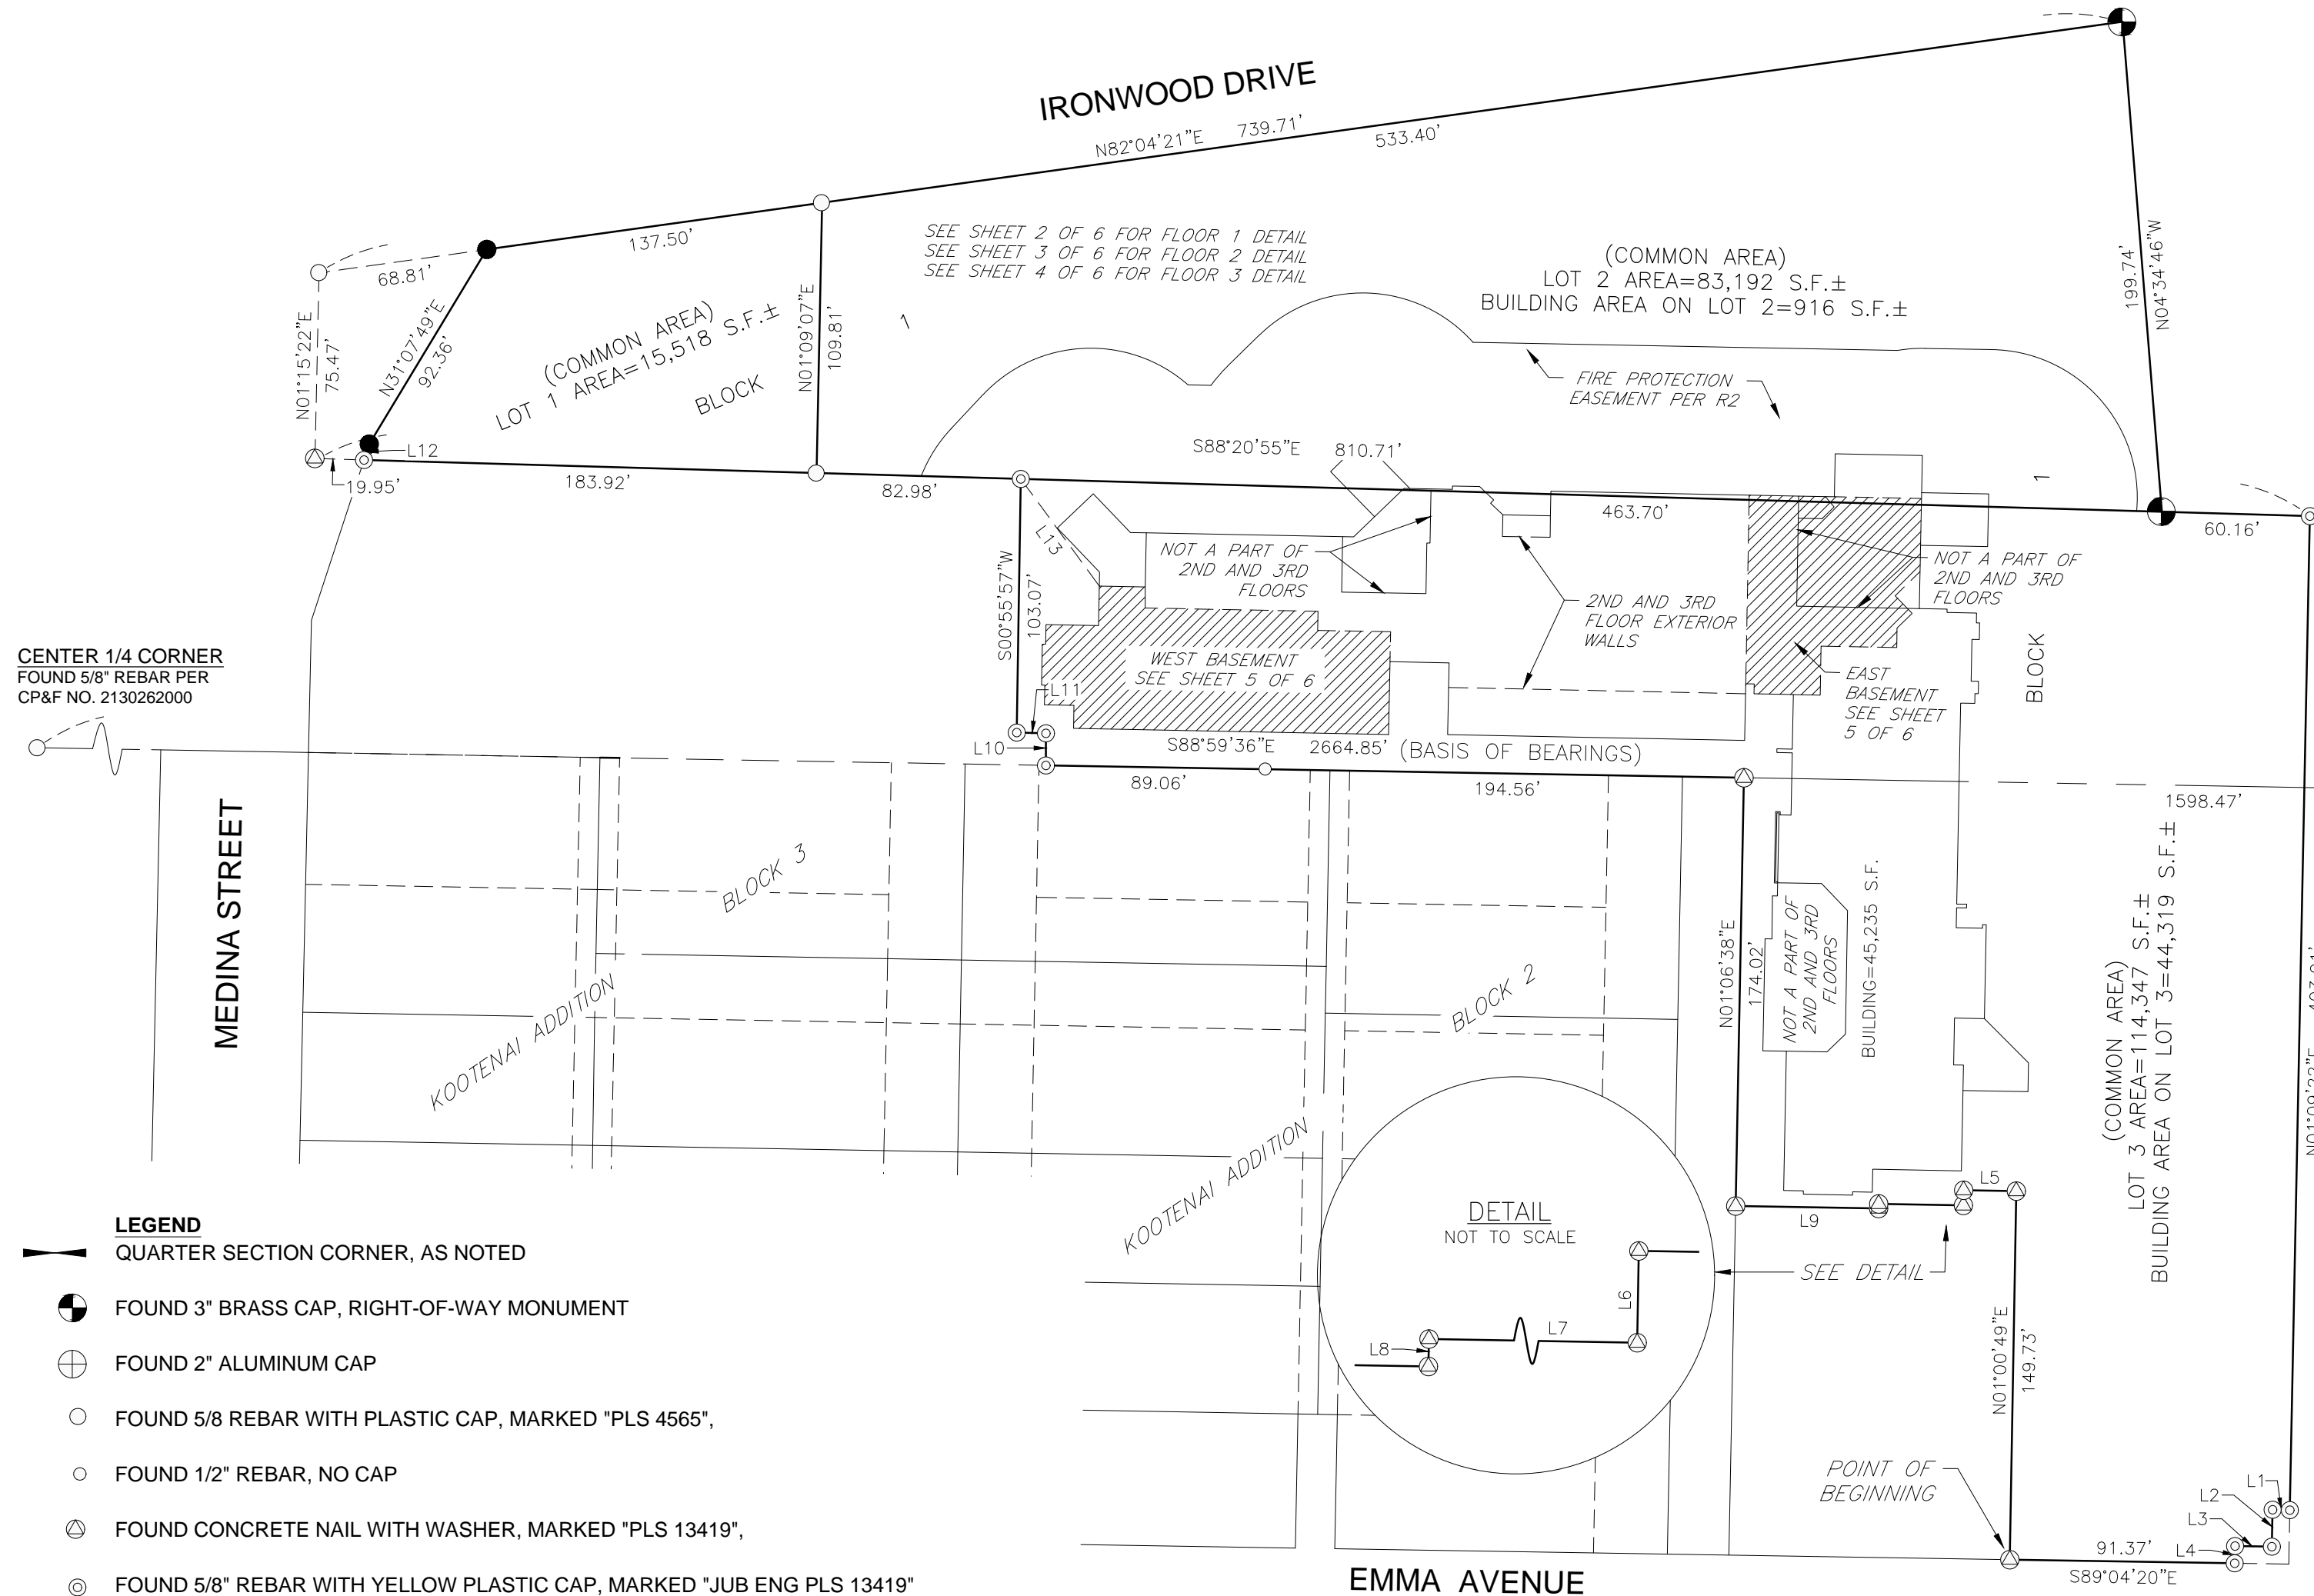 IRONWOOD DRIVE
N82°04'21"E 739.71'
533.40'
137.50'
68.81'
N01°15'22"E
75.47'
N31°07'49"E
92.36'
(COMMON AREA)
LOT 1 AREA=15,518 S.F.±
BLOCK
1
N01°09'07"E
109.81'
SEE SHEET 2 OF 6 FOR FLOOR 1 DETAIL
SEE SHEET 3 OF 6 FOR FLOOR 2 DETAIL
SEE SHEET 4 OF 6 FOR FLOOR 3 DETAIL
(COMMON AREA)
LOT 2 AREA=83,192 S.F.±
BUILDING AREA ON LOT 2=916 S.F.±
199.74'
N04°34'46"W
FIRE PROTECTION
EASEMENT PER R2
L12
19.95'
183.92'
82.98'
S88°20'55"E 810.71'
463.70'
60.16'
1
BLOCK
L13
S00°55'57"W
103.07'
NOT A PART OF
2ND AND 3RD
FLOORS
2ND AND 3RD
FLOOR EXTERIOR
WALLS
NOT A PART OF
2ND AND 3RD
FLOORS
WEST BASEMENT
SEE SHEET 5 OF 6
EAST
BASEMENT
SEE SHEET
5 OF 6
L11
L10
CENTER 1/4 CORNER
FOUND 5/8" REBAR PER
CP&F NO. 2130262000
S88°59'36"E 2664.85' (BASIS OF BEARINGS)
89.06'
194.56'
1598.47'
MEDINA STREET
BLOCK 3
KOOTENAI ADDITION
BLOCK 2
KOOTENAI ADDITION
N01°06'38"E
174.02'
NOT A PART OF
2ND AND 3RD
FLOORS
BUILDING=45,235 S.F.
(COMMON AREA)
LOT 3 AREA=114,347 S.F.±
BUILDING AREA ON LOT 3=44,319 S.F.±
L5
L9
DETAIL
NOT TO SCALE
L6
L7
L8
SEE DETAIL
N01°00'49"E
149.73'
POINT OF
BEGINNING
L1
L2
L3
L4
91.37'
S89°04'20"E
EMMA AVENUE
LEGEND
QUARTER SECTION CORNER, AS NOTED
FOUND 3" BRASS CAP, RIGHT-OF-WAY MONUMENT
FOUND 2" ALUMINUM CAP
FOUND 5/8 REBAR WITH PLASTIC CAP, MARKED "PLS 4565",
FOUND 1/2" REBAR, NO CAP
FOUND CONCRETE NAIL WITH WASHER, MARKED "PLS 13419",
FOUND 5/8" REBAR WITH YELLOW PLASTIC CAP, MARKED "JUB ENG PLS 13419"